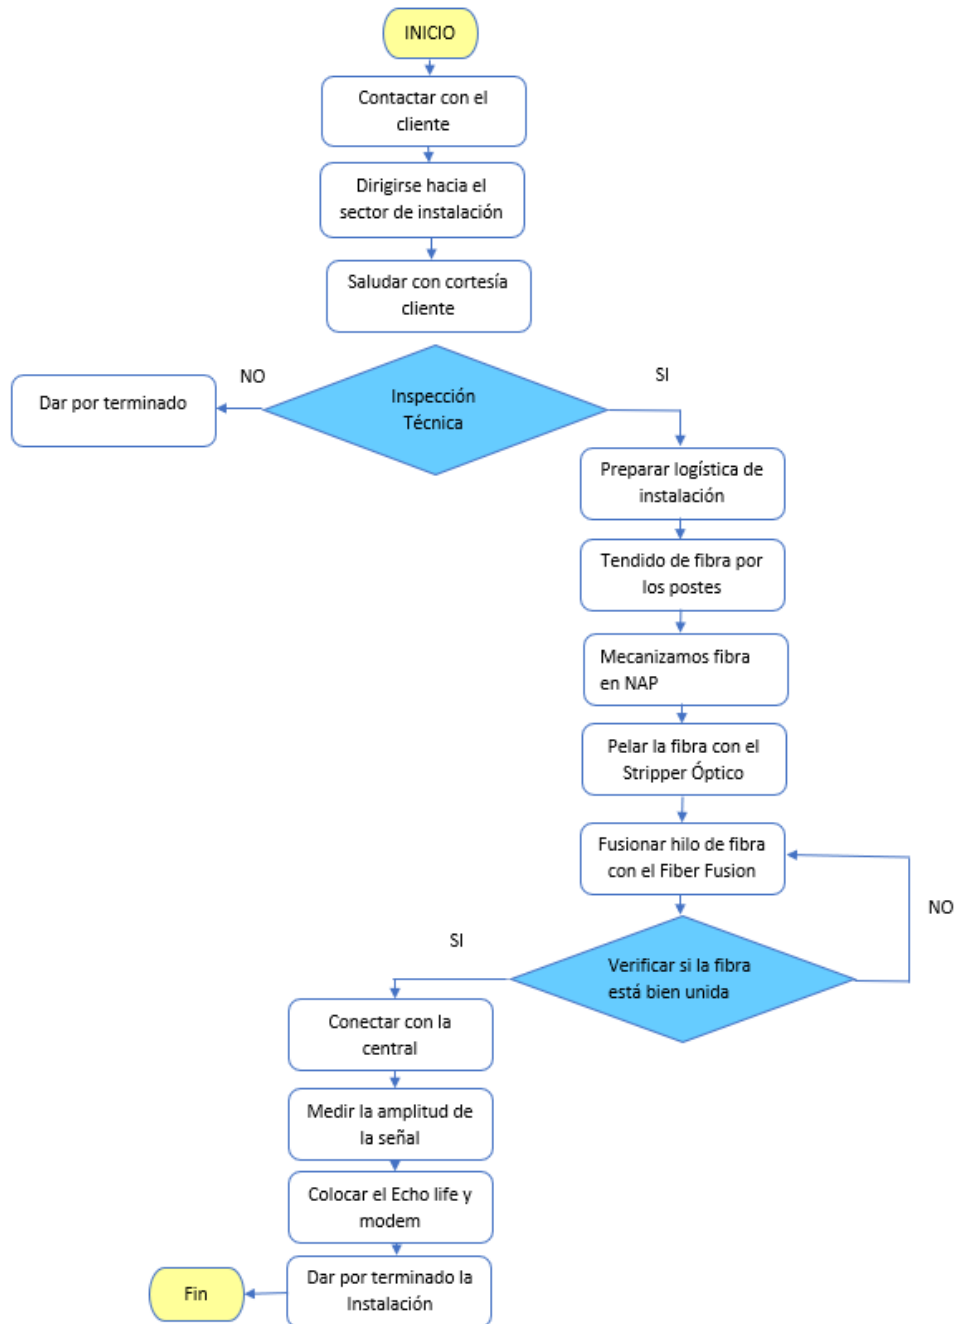 INICIO
Contactar con el
cliente
Dirigirse hacia el
sector de instalación
Saludar con cortesía
cliente
NO
SI
Dar por terminado
Inspección
Técnica
Preparar logística de
instalación
Tendido de fibra por
los postes
Mecanizamos fibra
en NAP
Pelar la fibra con el
Stripper Óptico
Fusionar hilo de fibra
con el Fiber Fusion
NO
SI
Verificar si la fibra
está bien unida
Conectar con la
central
Medir la amplitud de
la señal
Colocar el Echo life y
modem
Dar por terminado la
Instalación
Fin